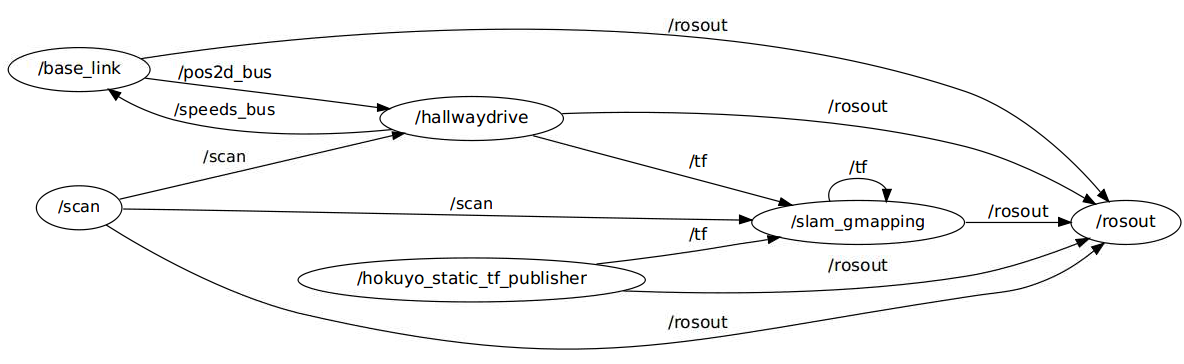 /rosout
/base_link
/pos2d_bus
/speeds_bus
/hallwaydrive
/rosout
/scan
/tf
/tf
/scan
/scan
/slam_gmapping
/rosout
/rosout
/tf
/hokuyo_static_tf_publisher
/rosout
/rosout